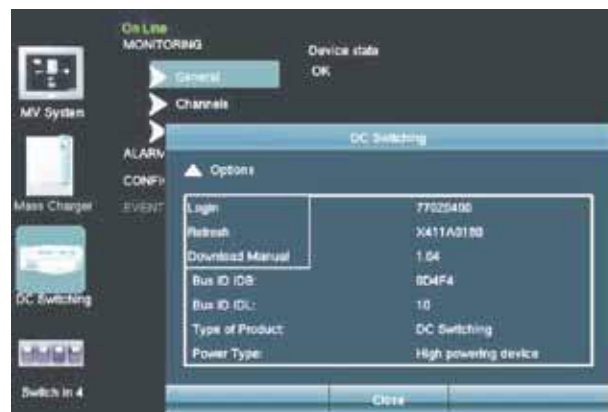 On Line
MONITORING
Device state
General
OK
Channels
MV System
DC Switching
ALARM
Options
CONFI
Mass Charger
EVENT
Login
77020400
Refresh
X411A0180
Download Manual
1.04
Bus ID IDB:
Bus ID IDL:
10
DC Switching
Type of Product:
DC Switching
Power Type:
High powering device
Switch in 4
Close